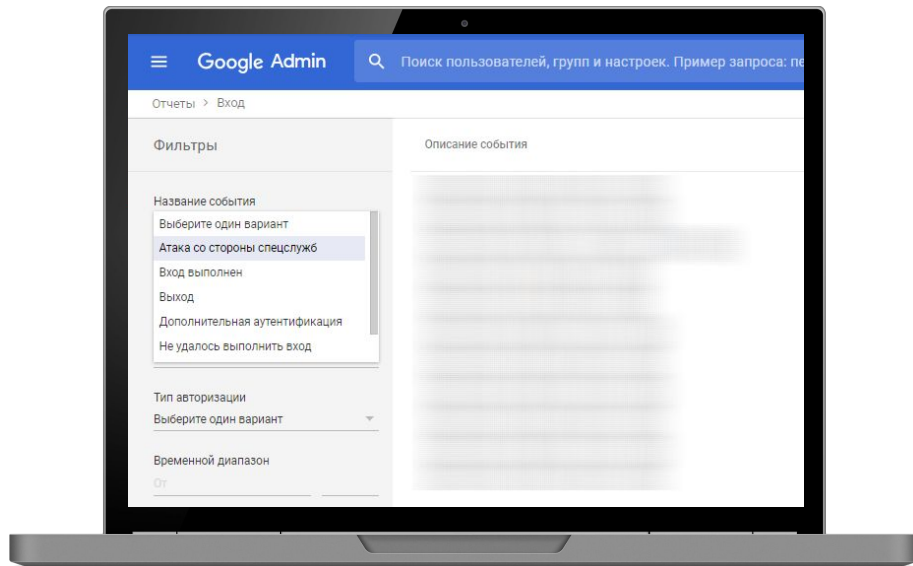 Google Admin
Поиск пользователей, групп и настроек. Пример запроса: пе
Отчеты > Вход
Фильтры
Описание события
Название события
Выберите один вариант
Атака со стороны спецслужб
Вход выполнен
Выход
Дополнительная аутентификация
Не удалось выполнить вход
Тип авторизации
Выберите один вариант
Временной диапазон
От